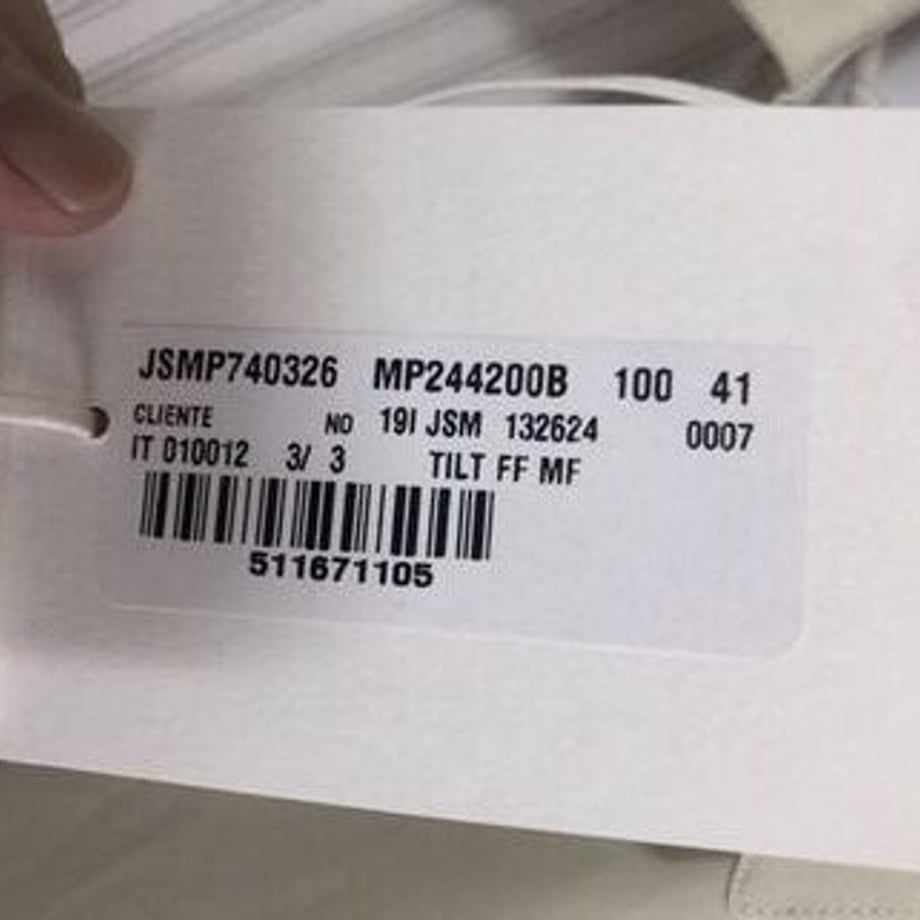 JSMP740326 MP244200B 100 41
CLIENTE NO 19I JSM 132624 0007
IT 010012 3/ 3 TILT FF MF
511671105